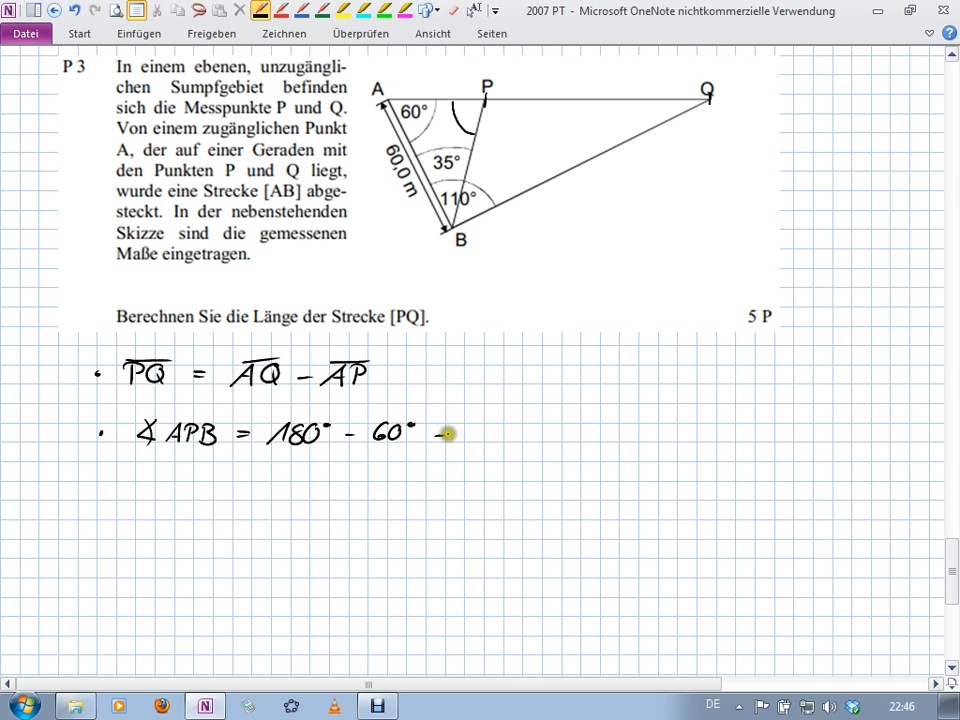 2007 PT - Microsoft OneNote nichtkommerzielle Verwendung
Datei Start Einfügen Freigeben Zeichnen Überprüfen Ansicht Seiten
P 3 In einem ebenen, unzugängli-
chen Sumpfgebiet befinden
sich die Messpunkte P und Q.
Von einem zugänglichen Punkt
A, der auf einer Geraden mit
den Punkten P und Q liegt,
wurde eine Strecke [AB] abge-
steckt. In der nebenstehenden
Skizze sind die gemessenen
Maße eingetragen.
A P Q
60°
35°
60,0 m
110°
B
Berechnen Sie die Länge der Strecke [PQ]. 5 P
• PQ = AQ - AP
• ∢ APB = 180° - 60° -
DE 22:46